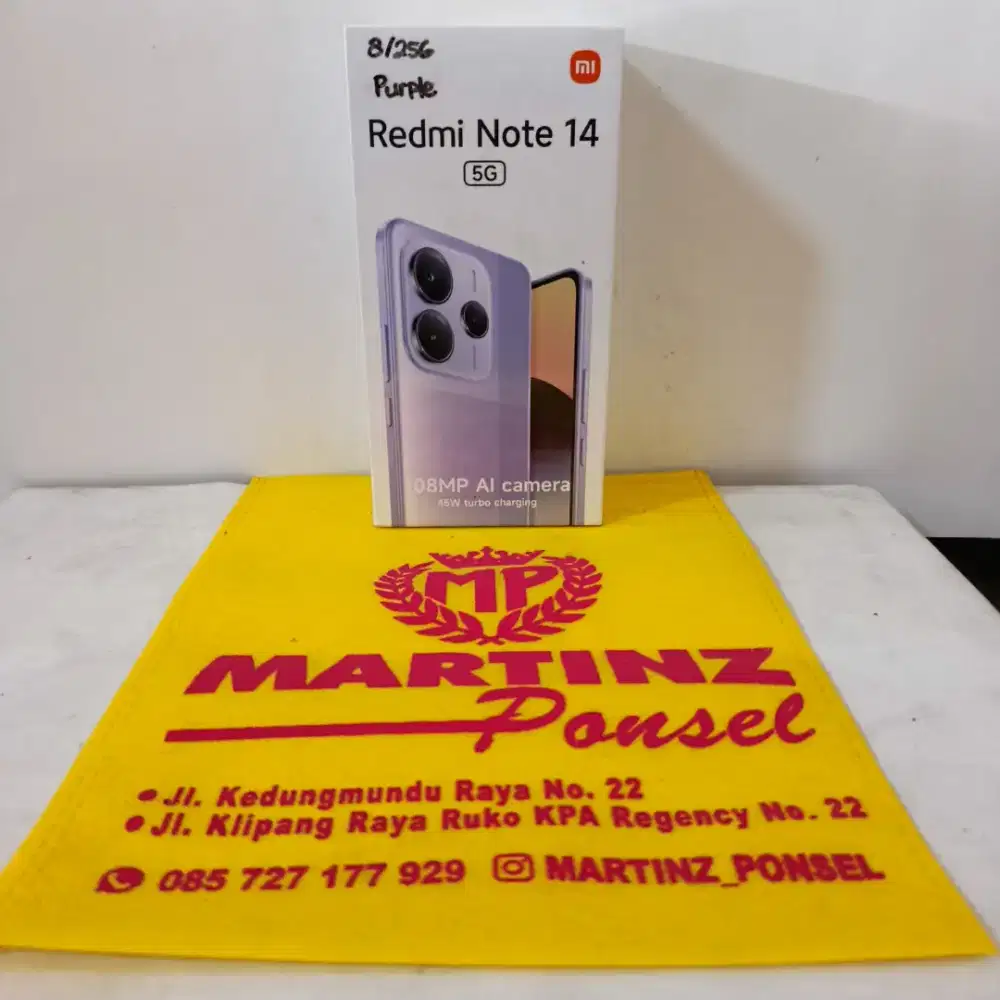 8/256
Purple
mi
Redmi Note 14
5G
08MP AI camera
45W turbo charging
MP
MARTINZ
Ponsel
• Jl. Kedungmundu Raya No. 22
• Jl. Klipang Raya Ruko KPA Regency No. 22
085 727 177 929 MARTINZ_PONSEL